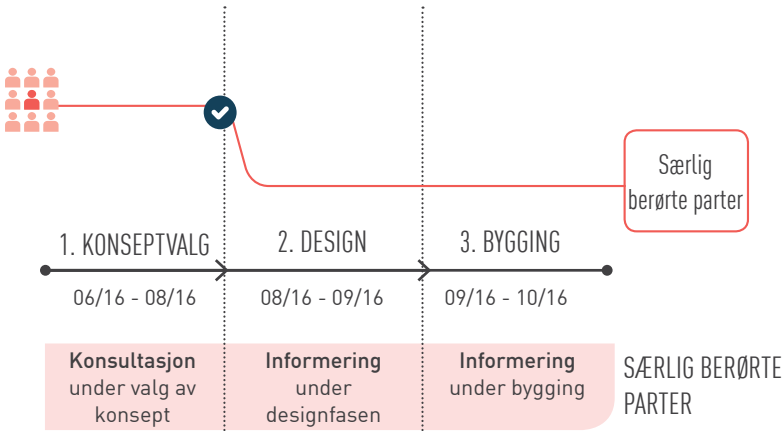 Særlig
berørte parter
1. KONSEPTVALG
2. DESIGN
3. BYGGING
06/16 - 08/16
08/16 - 09/16
09/16 - 10/16
Konsultasjon
under valg av
konsept
Informering
under
designfasen
Informering
under bygging
SÆRLIG BERØRTE
PARTER